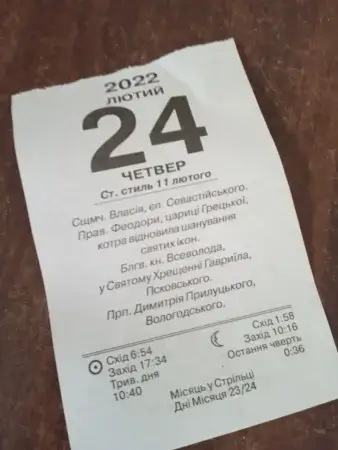 2022
ЛЮТИЙ
24
ЧЕТВЕР
Ст. стиль 11 лютого
Сщмч. Власія, еп. Севастійського.
Прав. Феодори, цариці Грецької,
котра відновила шанування
святих ікон.
Блгв. кн. Всеволода,
у Святому Хрещенні Гавриїла,
Псковського.
Прп. Димитрія Прилуцького,
Вологодського.
Схід 6:54
Захід 17:34
Трив. дня
10:40
Схід 1:58
Захід 10:16
Остання чверть
0:36
Місяць у Стрільці
Дні Місяця 23/24